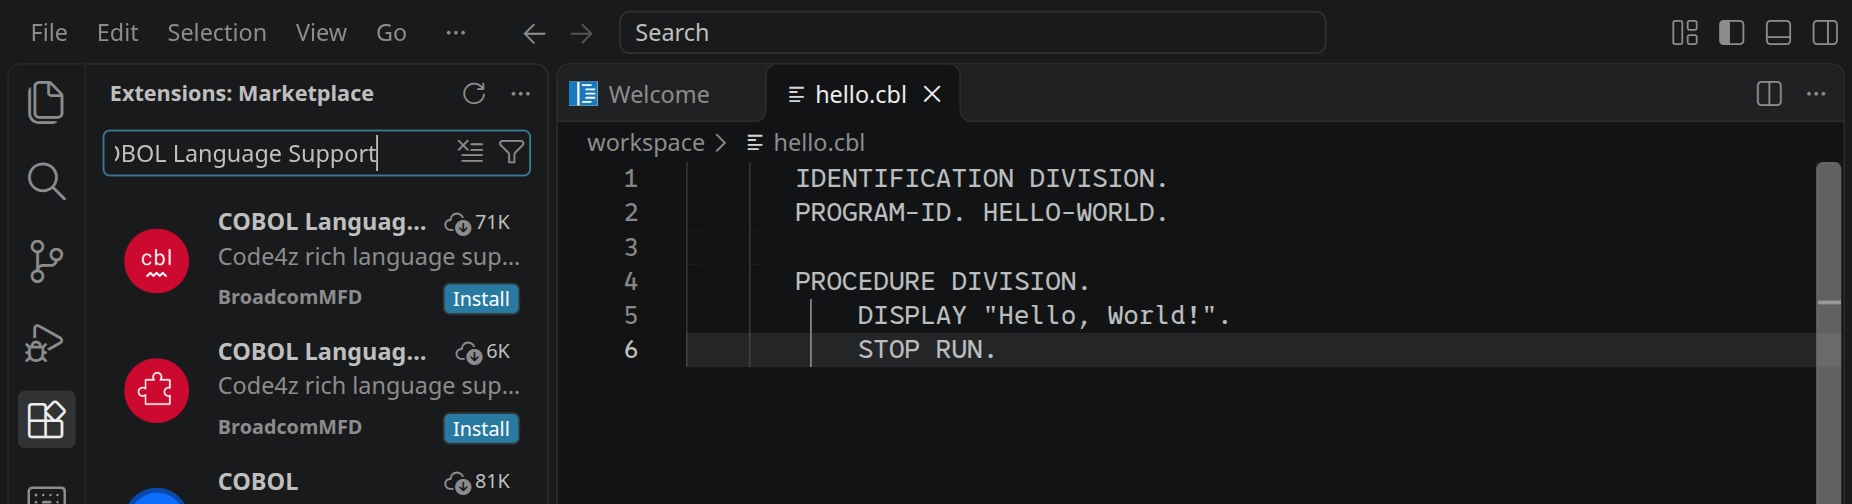 File Edit Selection View Go ... Search
Extensions: Marketplace
OBOL Language Support
COBOL Languag... 71K
Code4z rich language sup...
BroadcomMFD Install
COBOL Languag... 6K
Code4z rich language sup...
BroadcomMFD Install
COBOL 81K
cbl
Welcome hello.cbl
workspace > hello.cbl
1 IDENTIFICATION DIVISION.
2 PROGRAM-ID. HELLO-WORLD.
3
4 PROCEDURE DIVISION.
5 DISPLAY "Hello, World!".
6 STOP RUN.